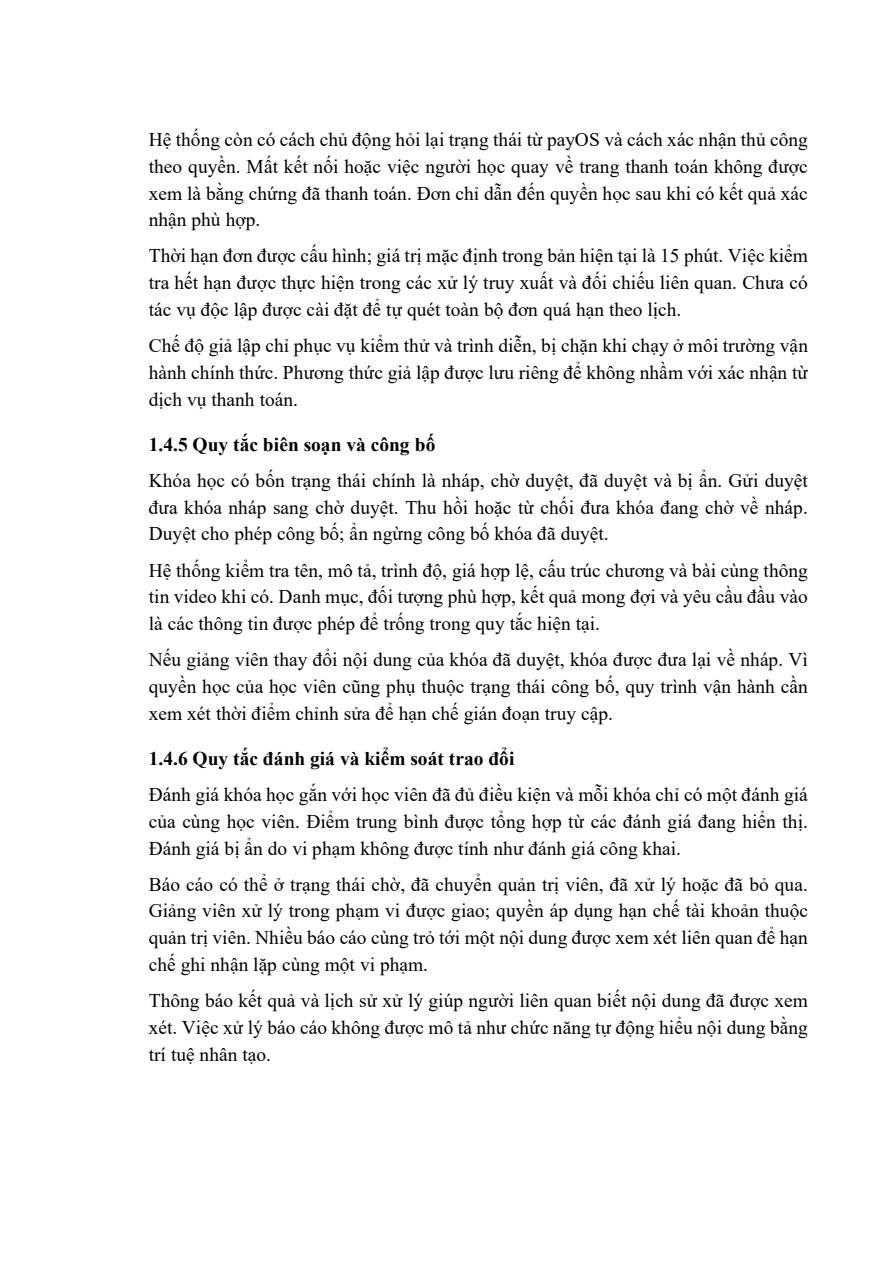 Hệ thống còn có cách chủ động hỏi lại trạng thái từ payOS và cách xác nhận thủ công
theo quyền. Mất kết nối hoặc việc người học quay về trang thanh toán không được
xem là bằng chứng đã thanh toán. Đơn chỉ dẫn đến quyền học sau khi có kết quả xác
nhận phù hợp.
Thời hạn đơn được cấu hình; giá trị mặc định trong bản hiện tại là 15 phút. Việc kiểm
tra hết hạn được thực hiện trong các xử lý truy xuất và đối chiếu liên quan. Chưa có
tác vụ độc lập được cài đặt để tự quét toàn bộ đơn quá hạn theo lịch.
Chế độ giả lập chỉ phục vụ kiểm thử và trình diễn, bị chặn khi chạy ở môi trường vận
hành chính thức. Phương thức giả lập được lưu riêng để không nhầm với xác nhận từ
dịch vụ thanh toán.
1.4.5 Quy tắc biên soạn và công bố
Khóa học có bốn trạng thái chính là nháp, chờ duyệt, đã duyệt và bị ẩn. Gửi duyệt
đưa khóa nháp sang chờ duyệt. Thu hồi hoặc từ chối đưa khóa đang chờ về nháp.
Duyệt cho phép công bố; ẩn ngừng công bố khóa đã duyệt.
Hệ thống kiểm tra tên, mô tả, trình độ, giá hợp lệ, cấu trúc chương và bài cùng thông
tin video khi có. Danh mục, đối tượng phù hợp, kết quả mong đợi và yêu cầu đầu vào
là các thông tin được phép để trống trong quy tắc hiện tại.
Nếu giảng viên thay đổi nội dung của khóa đã duyệt, khóa được đưa lại về nháp. Vì
quyền học của học viên cũng phụ thuộc trạng thái công bố, quy trình vận hành cần
xem xét thời điểm chỉnh sửa để hạn chế gián đoạn truy cập.
1.4.6 Quy tắc đánh giá và kiểm soát trao đổi
Đánh giá khóa học gắn với học viên đã đủ điều kiện và mỗi khóa chỉ có một đánh giá
của cùng học viên. Điểm trung bình được tổng hợp từ các đánh giá đang hiển thị.
Đánh giá bị ẩn do vi phạm không được tính như đánh giá công khai.
Báo cáo có thể ở trạng thái chờ, đã chuyển quản trị viên, đã xử lý hoặc đã bỏ qua.
Giảng viên xử lý trong phạm vi được giao; quyền áp dụng hạn chế tài khoản thuộc
quản trị viên. Nhiều báo cáo cùng trỏ tới một nội dung được xem xét liên quan để hạn
chế ghi nhận lặp cùng một vi phạm.
Thông báo kết quả và lịch sử xử lý giúp người liên quan biết nội dung đã được xem
xét. Việc xử lý báo cáo không được mô tả như chức năng tự động hiểu nội dung bằng
trí tuệ nhân tạo.